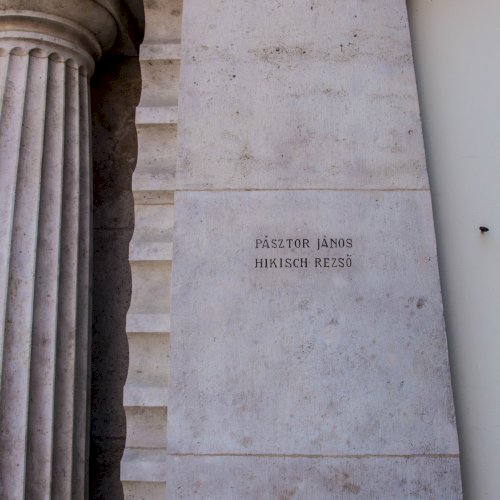 PÁSZTOR JÁNOS
HIKISCH REZSŐ